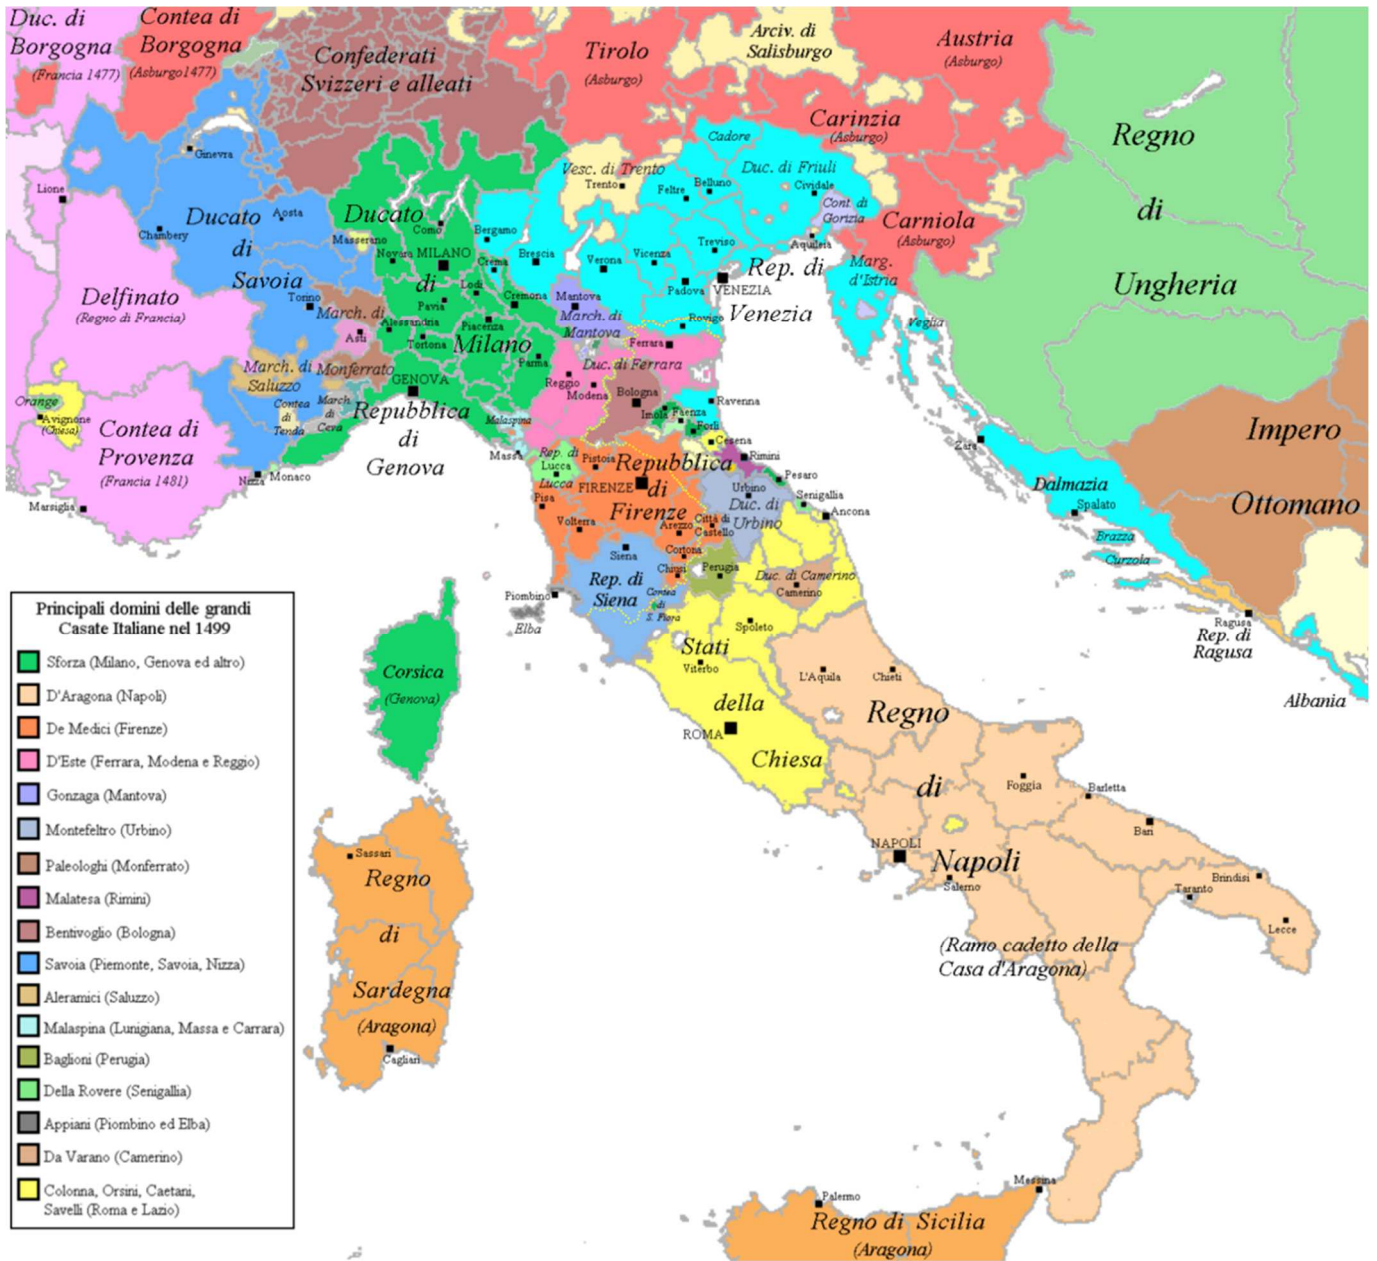 Duc. di
Borgogna
(Francia 1477)
Contea di
Borgogna
(Asburgo1477)
Confederati
Svizzeri e alleati
Tirolo
(Asburgo)
Arciv. di
Salisburgo
Austria
(Asburgo)
Carinzia
(Asburgo)
Regno
di
Ungheria
Cadore
Duc. di Friuli
Vesc. di Trento
Trento
Feltre
Belluno
Cividale
Cont. di
Gorizia
Carniola
(Asburgo)
Ginevra
Lione
Ducato
di
Savoia
Aosta
Chambery
Masserano
Torino
Ducato
di
Milano
Como
Novara
MILANO
Bergamo
Crema
Lodi
Pavia
Cremona
Alessandria
Piacenza
Tortona
Parma
Brescia
Verona
Vicenza
Treviso
Padova
VENEZIA
Aquileia
Rep. di
Venezia
Marg.
d'Istria
Veglia
Rovigo
Mantova
March. di
Mantova
Delfinato
(Regno di Francia)
March. di
Monferrato
Asti
March. di
Saluzzo
Contea
di
Tenda
March
di
Ceva
GENOVA
Repubblica
di
Genova
Malaspina
Massa
Ferrara
Duc. di Ferrara
Reggio
Modena
Bologna
Imola
Faenza
Forlì
Ravenna
Cesena
Rimini
Pesaro
Senigallia
Ancona
Orange
Avignone
(Chiesa)
Contea di
Provenza
(Francia 1481)
Marsiglia
Nizza
Monaco
Rep. di
Lucca
Lucca
Pistoia
Repubblica
di
Firenze
FIRENZE
Pisa
Volterra
Arezzo
Città di
Castello
Cortona
Chiusi
Urbino
Duc. di
Urbino
Siena
Rep. di
Siena
Contea
di
S. Fiora
Perugia
Duc. di Camerino
Camerino
Piombino
Elba
Spoleto
Stati
della
Chiesa
Viterbo
ROMA
Zara
Dalmazia
Spalato
Brazza
Curzola
Impero
Ottomano
Ragusa
Rep. di
Ragusa
Albania
Corsica
(Genova)
L'Aquila
Chieti
Regno
di
Napoli
Foggia
Barletta
Bari
NAPOLI
Salerno
Taranto
Brindisi
Lecce
(Ramo cadetto della
Casa d'Aragona)
Sassari
Regno
di
Sardegna
(Aragona)
Cagliari
Messina
Palermo
Regno di Sicilia
(Aragona)
Principali domini delle grandi
Casate Italiane nel 1499
Sforza (Milano, Genova ed altro)
D'Aragona (Napoli)
De Medici (Firenze)
D'Este (Ferrara, Modena e Reggio)
Gonzaga (Mantova)
Montefeltro (Urbino)
Paleologhi (Monferrato)
Malatesa (Rimini)
Bentivoglio (Bologna)
Savoia (Piemonte, Savoia, Nizza)
Aleramici (Saluzzo)
Malaspina (Lunigiana, Massa e Carrara)
Baglioni (Perugia)
Della Rovere (Senigallia)
Appiani (Piombino ed Elba)
Da Varano (Camerino)
Colonna, Orsini, Caetani,
Savelli (Roma e Lazio)